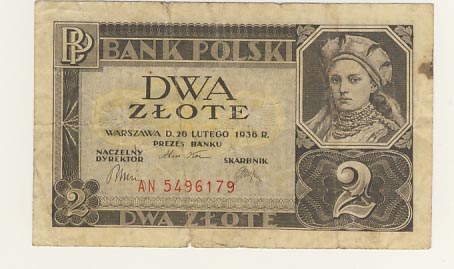 BP BANK POLSKI
DWA
ZŁOTE
WARSZAWA D. 26 LUTEGO 1936 R.
PREZES BANKU
NACZELNY
DYREKTOR
SKARBNIK
AN 5496179
2
2
DWA ZŁOTE